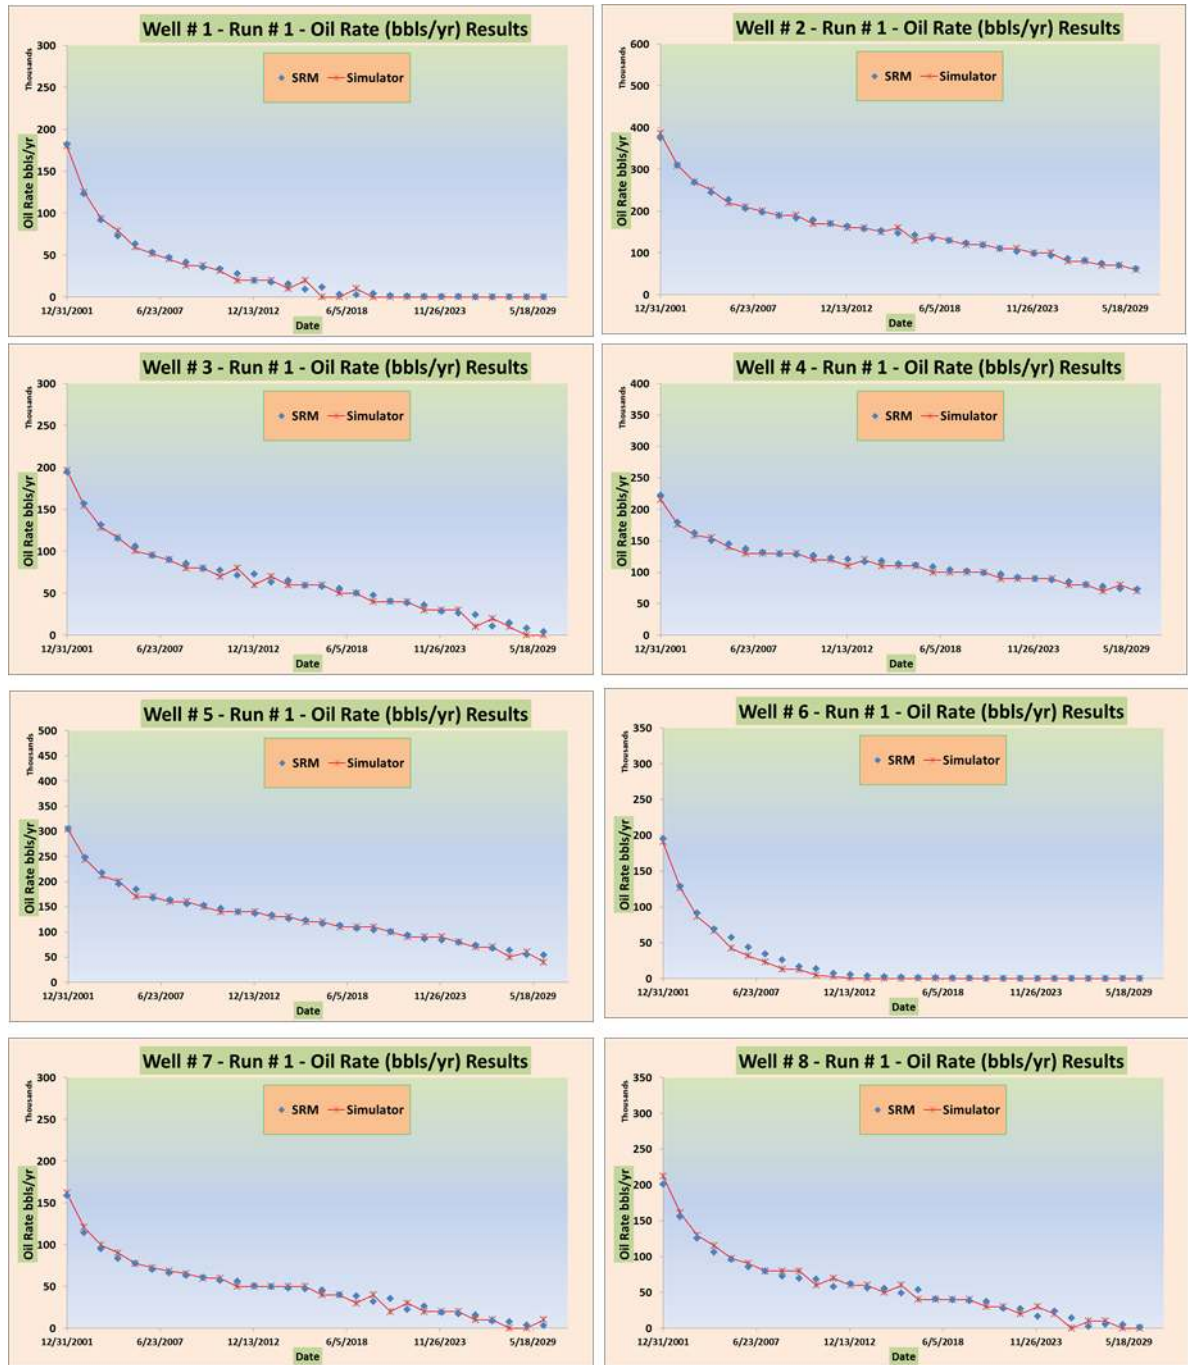 Well # 1 - Run # 1 - Oil Rate (bbls/yr) Results
Thousands
SRM Simulator
Oil Rate bbls/yr
300
250
200
150
100
50
0
12/31/2001 6/23/2007 12/13/2012 6/5/2018 11/26/2023 5/18/2029
Date
Well # 2 - Run # 1 - Oil Rate (bbls/yr) Results
Thousands
SRM Simulator
Oil Rate bbls/yr
600
500
400
300
200
100
0
12/31/2001 6/23/2007 12/13/2012 6/5/2018 11/26/2023 5/18/2029
Date
Well # 3 - Run # 1 - Oil Rate (bbls/yr) Results
Thousands
SRM Simulator
Oil Rate bbls/yr
300
250
200
150
100
50
0
12/31/2001 6/23/2007 12/13/2012 6/5/2018 11/26/2023 5/18/2029
Date
Well # 4 - Run # 1 - Oil Rate (bbls/yr) Results
Thousands
SRM Simulator
Oil Rate bbls/yr
400
350
300
250
200
150
100
50
0
12/31/2001 6/23/2007 12/13/2012 6/5/2018 11/26/2023 5/18/2029
Date
Well # 5 - Run # 1 - Oil Rate (bbls/yr) Results
Thousands
SRM Simulator
Oil Rate bbls/yr
500
450
400
350
300
250
200
150
100
50
0
12/31/2001 6/23/2007 12/13/2012 6/5/2018 11/26/2023 5/18/2029
Date
Well # 6 - Run # 1 - Oil Rate (bbls/yr) Results
Thousands
SRM Simulator
Oil Rate bbls/yr
350
300
250
200
150
100
50
0
12/31/2001 6/23/2007 12/13/2012 6/5/2018 11/26/2023 5/18/2029
Date
Well # 7 - Run # 1 - Oil Rate (bbls/yr) Results
Thousands
SRM Simulator
Oil Rate bbls/yr
300
250
200
150
100
50
0
12/31/2001 6/23/2007 12/13/2012 6/5/2018 11/26/2023 5/18/2029
Date
Well # 8 - Run # 1 - Oil Rate (bbls/yr) Results
Thousands
SRM Simulator
Oil Rate bbls/yr
350
300
250
200
150
100
50
0
12/31/2001 6/23/2007 12/13/2012 6/5/2018 11/26/2023 5/18/2029
Date